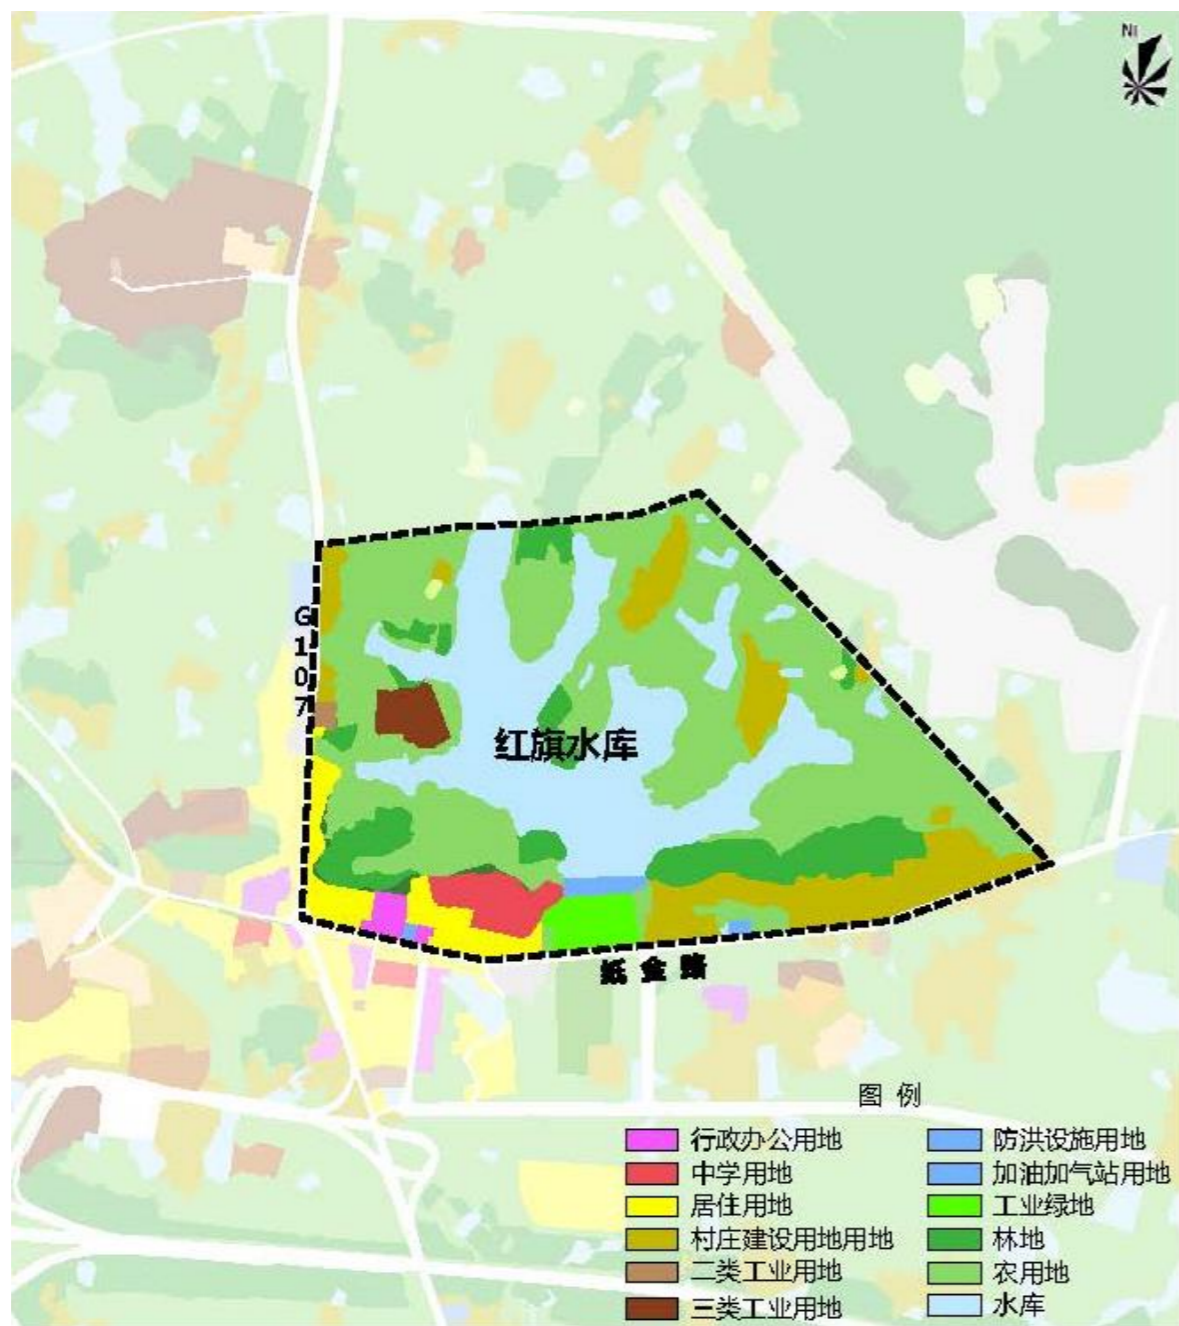 N
G107
红旗水库
纸金路
图 例
行政办公用地
中学用地
居住用地
村庄建设用地用地
二类工业用地
三类工业用地
防洪设施用地
加油加气站用地
工业绿地
林地
农用地
水库